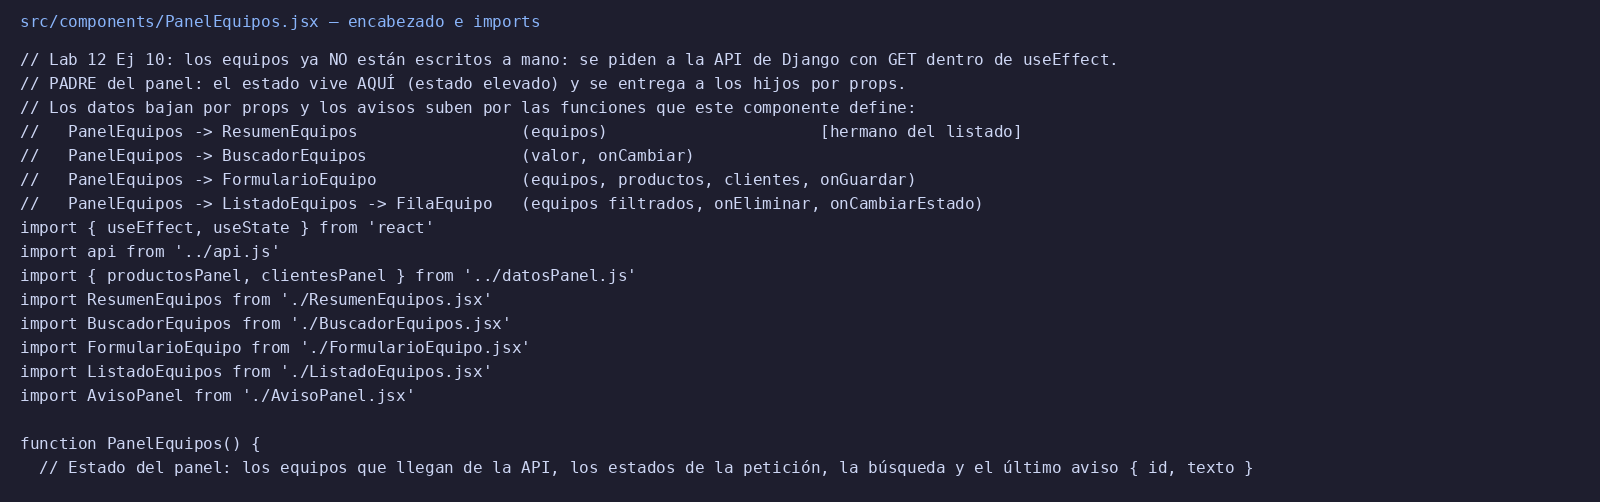 src/components/PanelEquipos.jsx — encabezado e imports
// Lab 12 Ej 10: los equipos ya NO están escritos a mano: se piden a la API de Django con GET dentro de useEffect.
// PADRE del panel: el estado vive AQUÍ (estado elevado) y se entrega a los hijos por props.
// Los datos bajan por props y los avisos suben por las funciones que este componente define:
//   PanelEquipos -> ResumenEquipos                 (equipos)                      [hermano del listado]
//   PanelEquipos -> BuscadorEquipos                (valor, onCambiar)
//   PanelEquipos -> FormularioEquipo               (equipos, productos, clientes, onGuardar)
//   PanelEquipos -> ListadoEquipos -> FilaEquipo   (equipos filtrados, onEliminar, onCambiarEstado)
import { useEffect, useState } from 'react'
import api from '../api.js'
import { productosPanel, clientesPanel } from '../datosPanel.js'
import ResumenEquipos from './ResumenEquipos.jsx'
import BuscadorEquipos from './BuscadorEquipos.jsx'
import FormularioEquipo from './FormularioEquipo.jsx'
import ListadoEquipos from './ListadoEquipos.jsx'
import AvisoPanel from './AvisoPanel.jsx'

function PanelEquipos() {
  // Estado del panel: los equipos que llegan de la API, los estados de la petición, la búsqueda y el último aviso { id, texto }